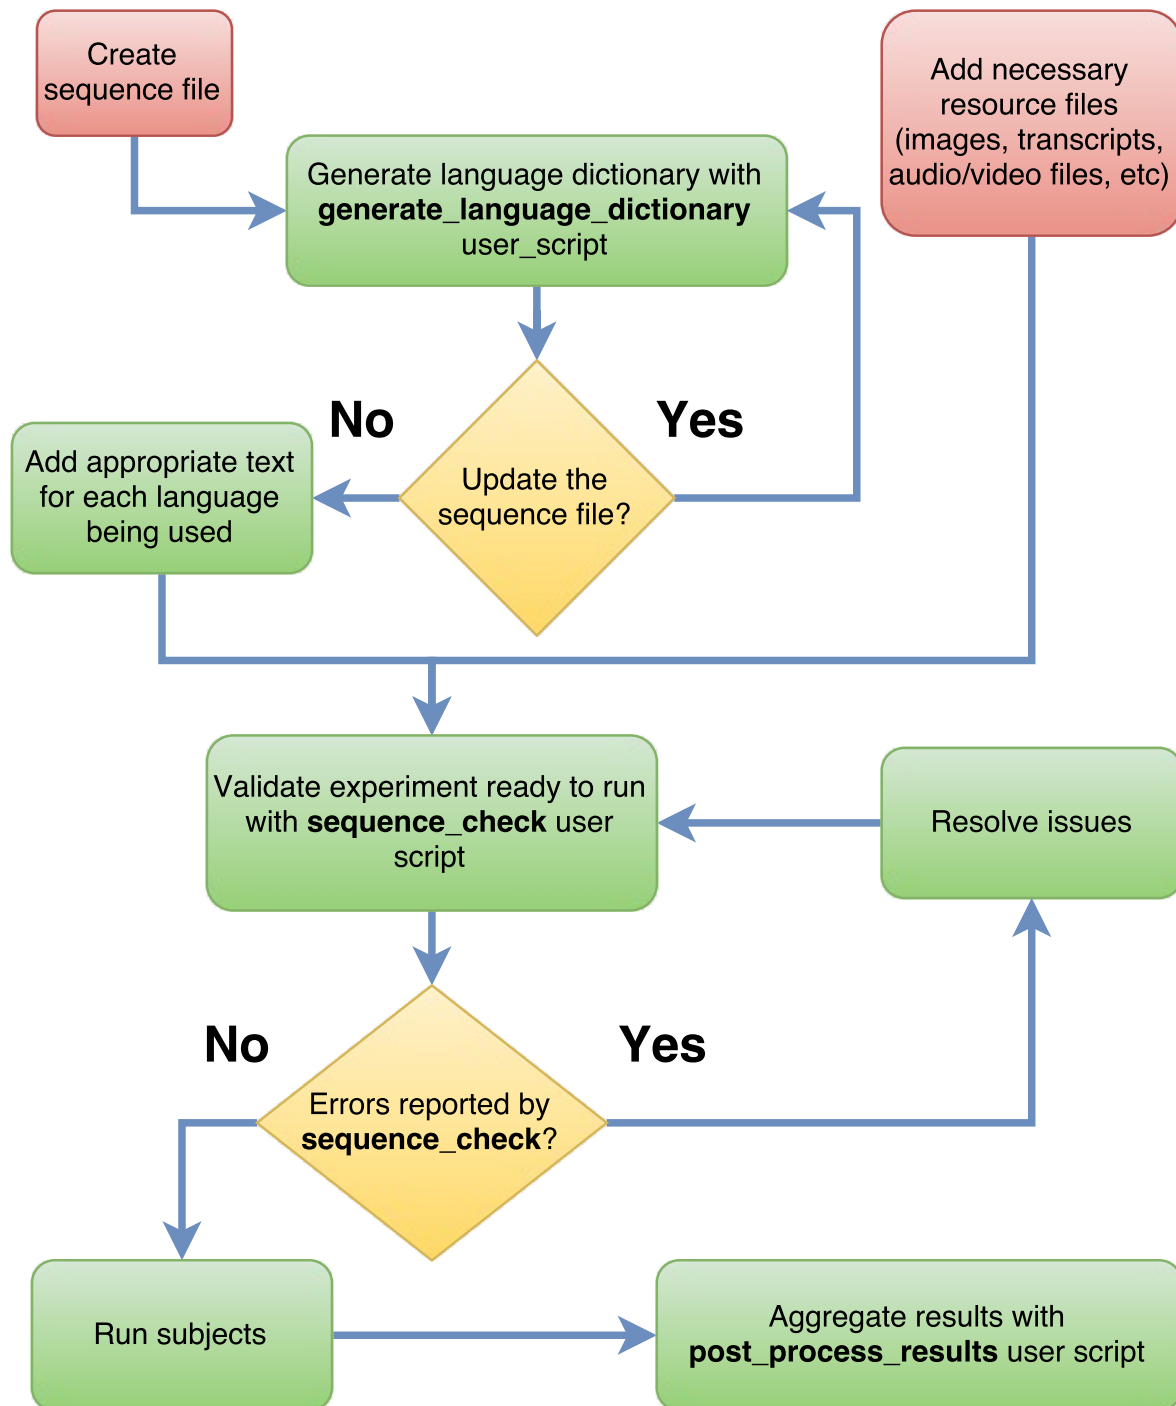 Create
sequence file
Add necessary
resource files
(images, transcripts,
audio/video files, etc)
Generate language dictionary with
generate_language_dictionary
user_script
No
Yes
Update the
sequence file?
Add appropriate text
for each language
being used
Validate experiment ready to run
with sequence_check user
script
Resolve issues
No
Yes
Errors reported by
sequence_check?
Run subjects
Aggregate results with
post_process_results user script